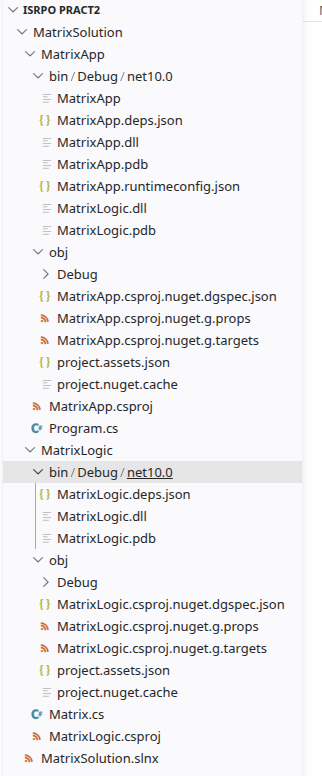 ISRPO PRACT2
MatrixSolution
MatrixApp
bin / Debug / net10.0
MatrixApp
MatrixApp.deps.json
MatrixApp.dll
MatrixApp.pdb
MatrixApp.runtimeconfig.json
MatrixLogic.dll
MatrixLogic.pdb
obj
Debug
MatrixApp.csproj.nuget.dgspec.json
MatrixApp.csproj.nuget.g.props
MatrixApp.csproj.nuget.g.targets
project.assets.json
project.nuget.cache
MatrixApp.csproj
Program.cs
MatrixLogic
bin / Debug / net10.0
MatrixLogic.deps.json
MatrixLogic.dll
MatrixLogic.pdb
obj
Debug
MatrixLogic.csproj.nuget.dgspec.json
MatrixLogic.csproj.nuget.g.props
MatrixLogic.csproj.nuget.g.targets
project.assets.json
project.nuget.cache
Matrix.cs
MatrixLogic.csproj
MatrixSolution.slnx